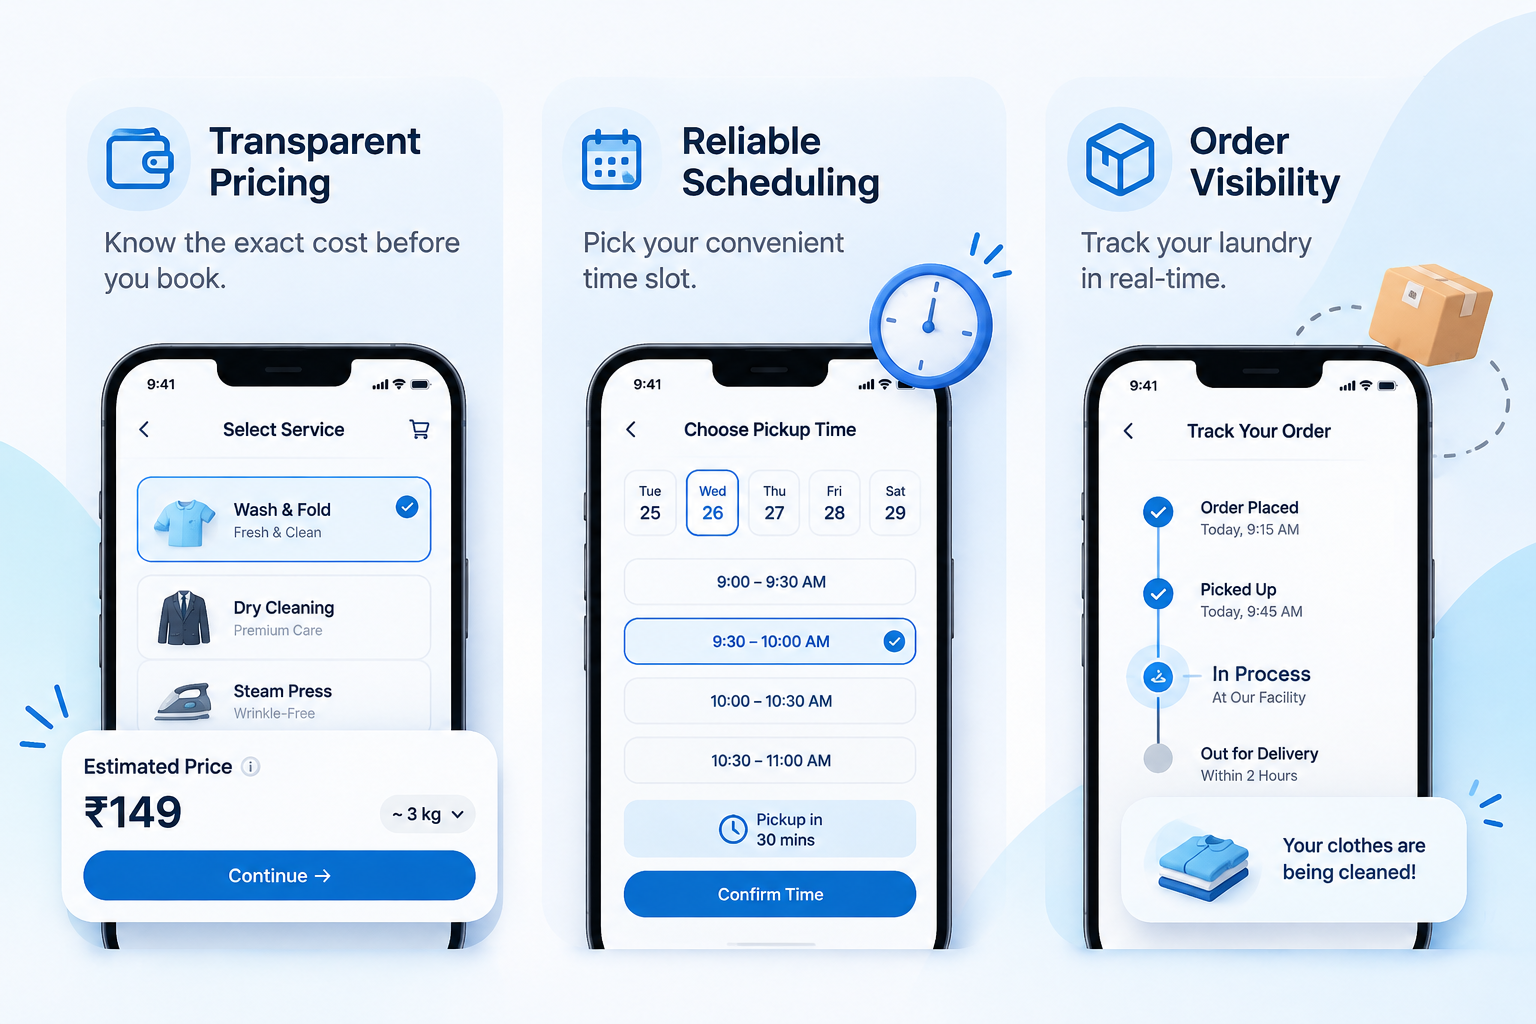 Transparent
Pricing
Know the exact cost before
you book.
9:41
Select Service
Wash & Fold
Fresh & Clean
Dry Cleaning
Premium Care
Steam Press
Wrinkle-Free
Estimated Price
₹149
~ 3 kg
Continue →
Reliable
Scheduling
Pick your convenient
time slot.
9:41
Choose Pickup Time
Tue Wed Thu Fri Sat
25 26 27 28 29
9:00 – 9:30 AM
9:30 – 10:00 AM
10:00 – 10:30 AM
10:30 – 11:00 AM
Pickup in
30 mins
Confirm Time
Order
Visibility
Track your laundry
in real-time.
9:41
Track Your Order
Order Placed
Today, 9:15 AM
Picked Up
Today, 9:45 AM
In Process
At Our Facility
Out for Delivery
Within 2 Hours
Your clothes are
being cleaned!